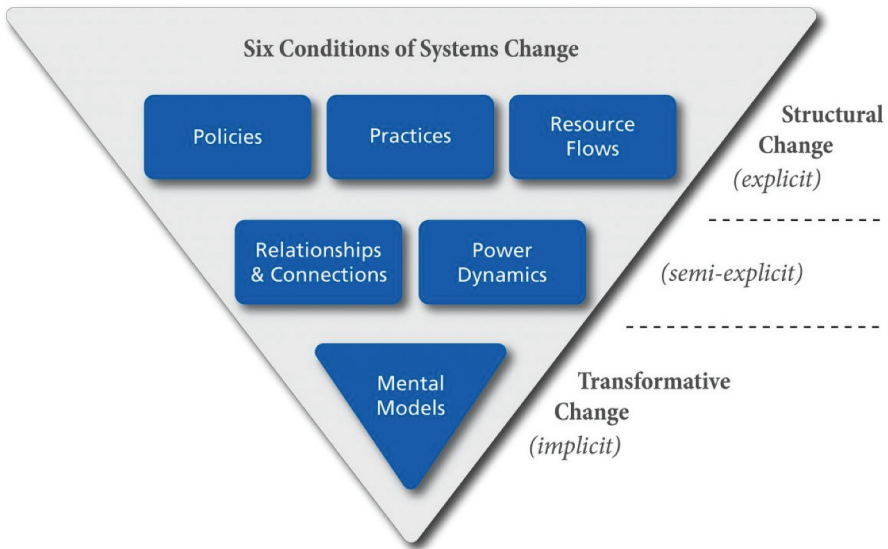 Six Conditions of Systems Change
Policies
Practices
Resource
Flows
Structural
Change
(explicit)
Relationships
& Connections
Power
Dynamics
(semi-explicit)
Mental
Models
Transformative
Change
(implicit)